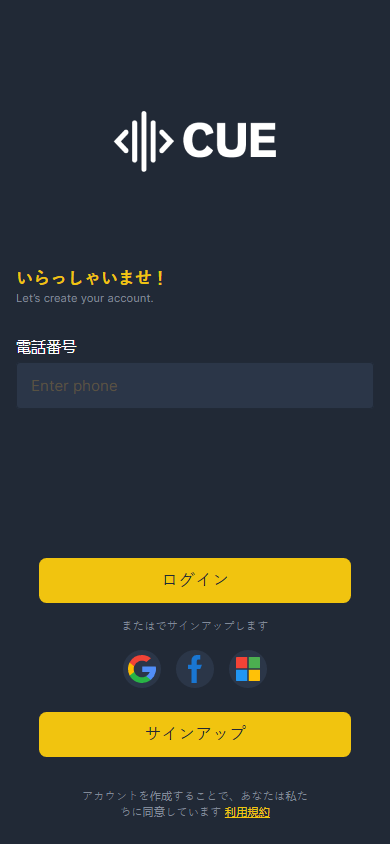 CUE
いらっしゃいませ！
Let's create your account.
電話番号
Enter phone
ログイン
またはでサインアップします
サインアップ
アカウントを作成することで、あなたは私た
ちに同意しています 利用規約